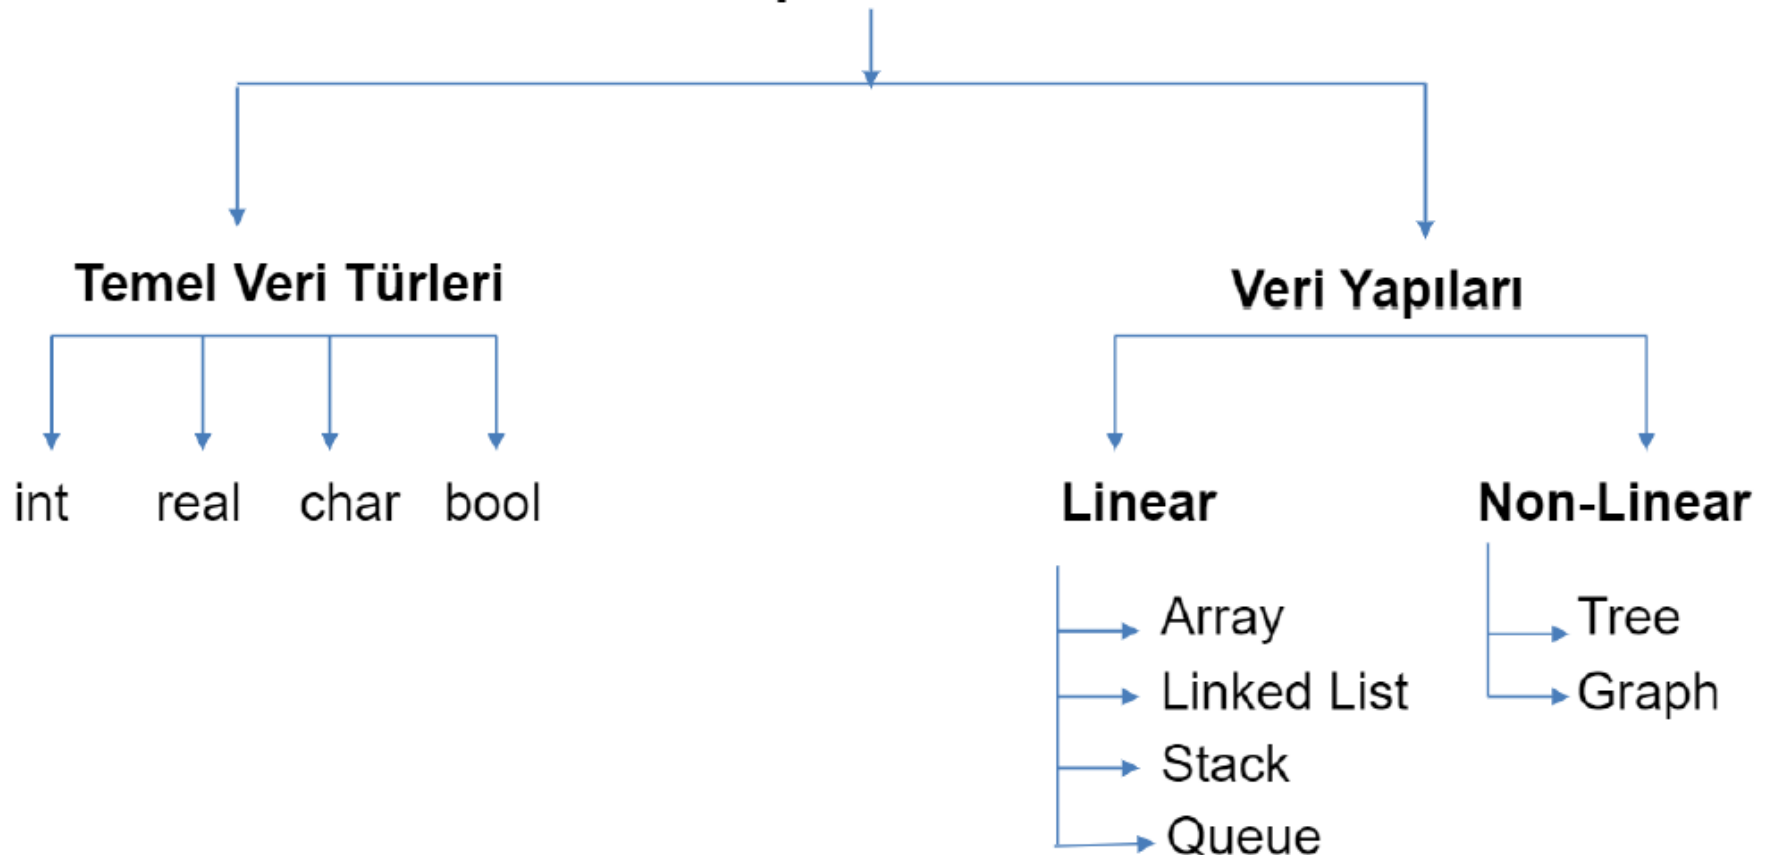 Temel Veri Türleri
Veri Yapıları
int real char bool
Linear
Non-Linear
Array
Linked List
Stack
Queue
Tree
Graph